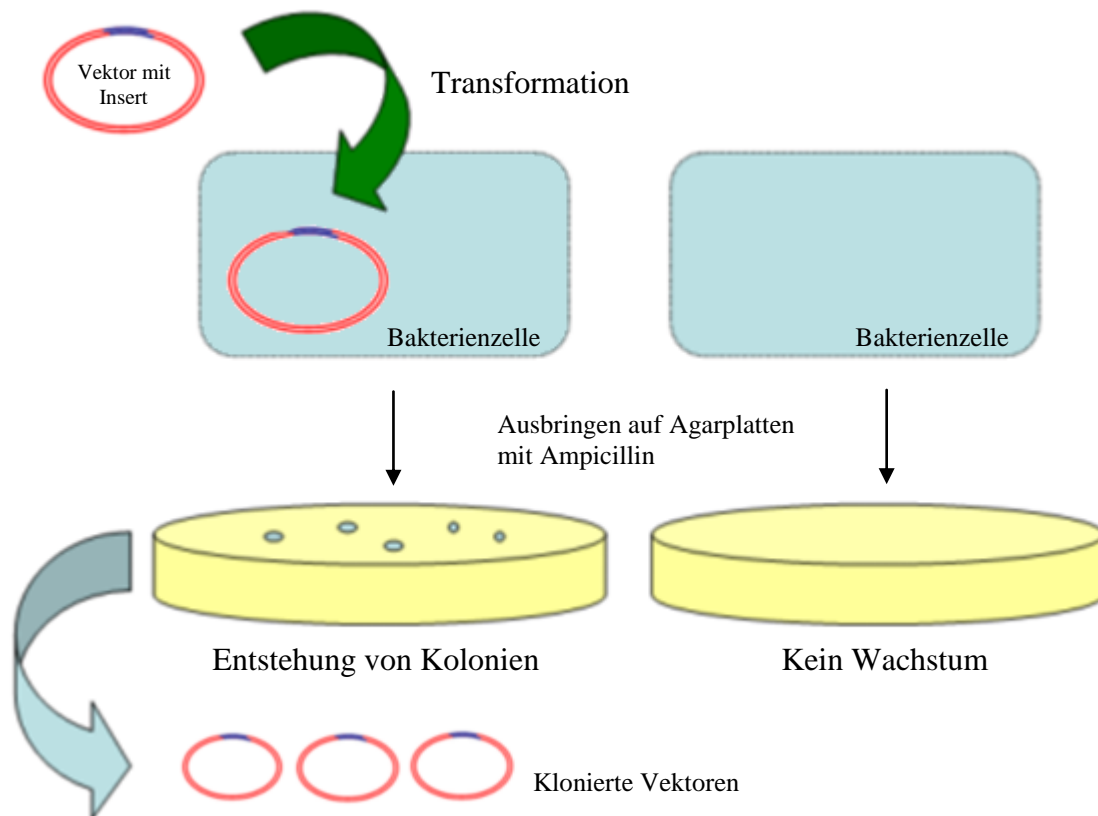 Vektor mit
Insert
Transformation
Bakterienzelle
Bakterienzelle
Ausbringen auf Agarplatten
mit Ampicillin
Entstehung von Kolonien
Kein Wachstum
Klonierte Vektoren